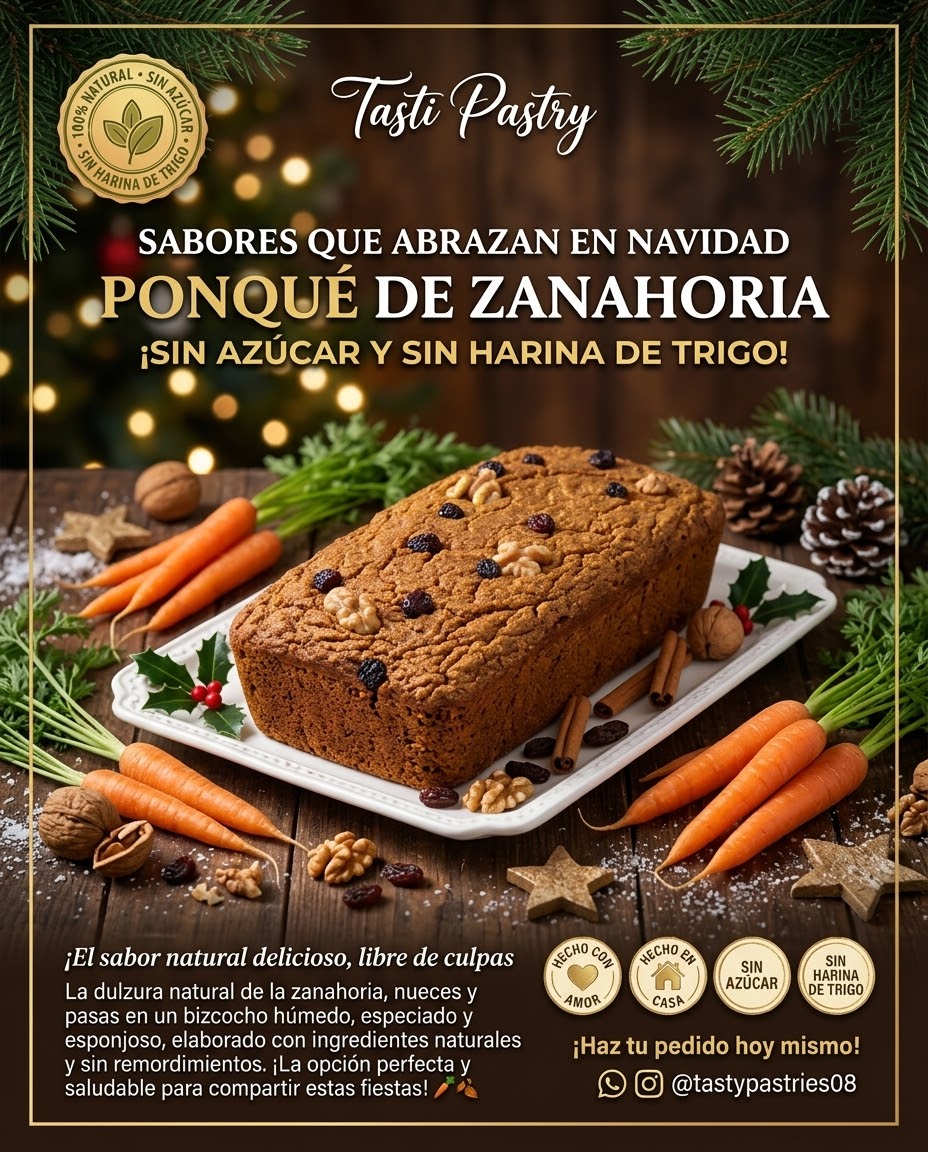 100% NATURAL • SIN AZÚCAR • SIN HARINA DE TRIGO •
Tasti Pastry
SABORES QUE ABRAZAN EN NAVIDAD
PONQUÉ DE ZANAHORIA
¡SIN AZÚCAR Y SIN HARINA DE TRIGO!
¡El sabor natural delicioso, libre de culpas
La dulzura natural de la zanahoria, nueces y
pasas en un bizcocho húmedo, especiado y
esponjoso, elaborado con ingredientes naturales
y sin remordimientos. ¡La opción perfecta y
saludable para compartir estas fiestas! 🥕🍂
HECHO CON
AMOR
HECHO EN
CASA
SIN
AZÚCAR
SIN
HARINA
DE TRIGO
¡Haz tu pedido hoy mismo!
@tastypastries08